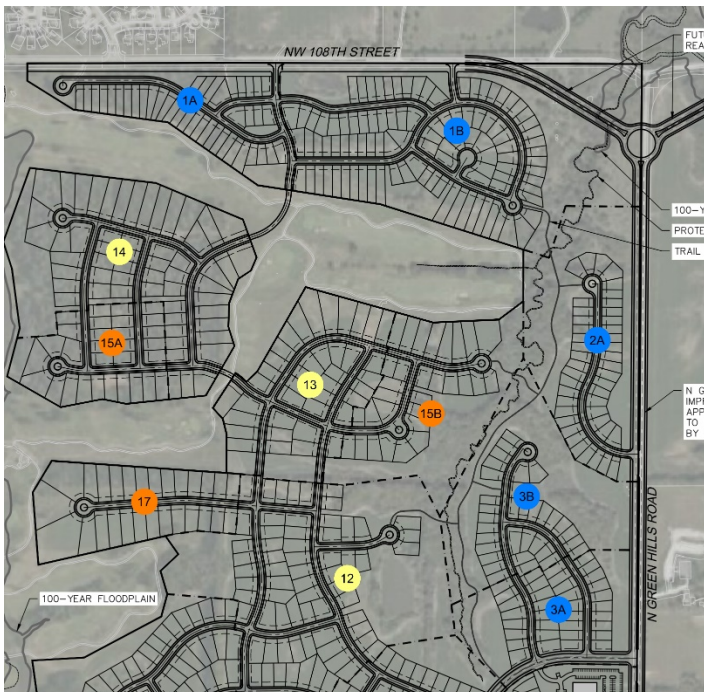 NW 108TH STREET
FUTU
REA
1A
1B
100-Y
PROTE
TRAIL
14
2A
15A
13
15B
N G
IMPR
APP
TO
BY
17
3B
12
100-YEAR FLOODPLAIN
3A
N GREEN HILLS ROAD